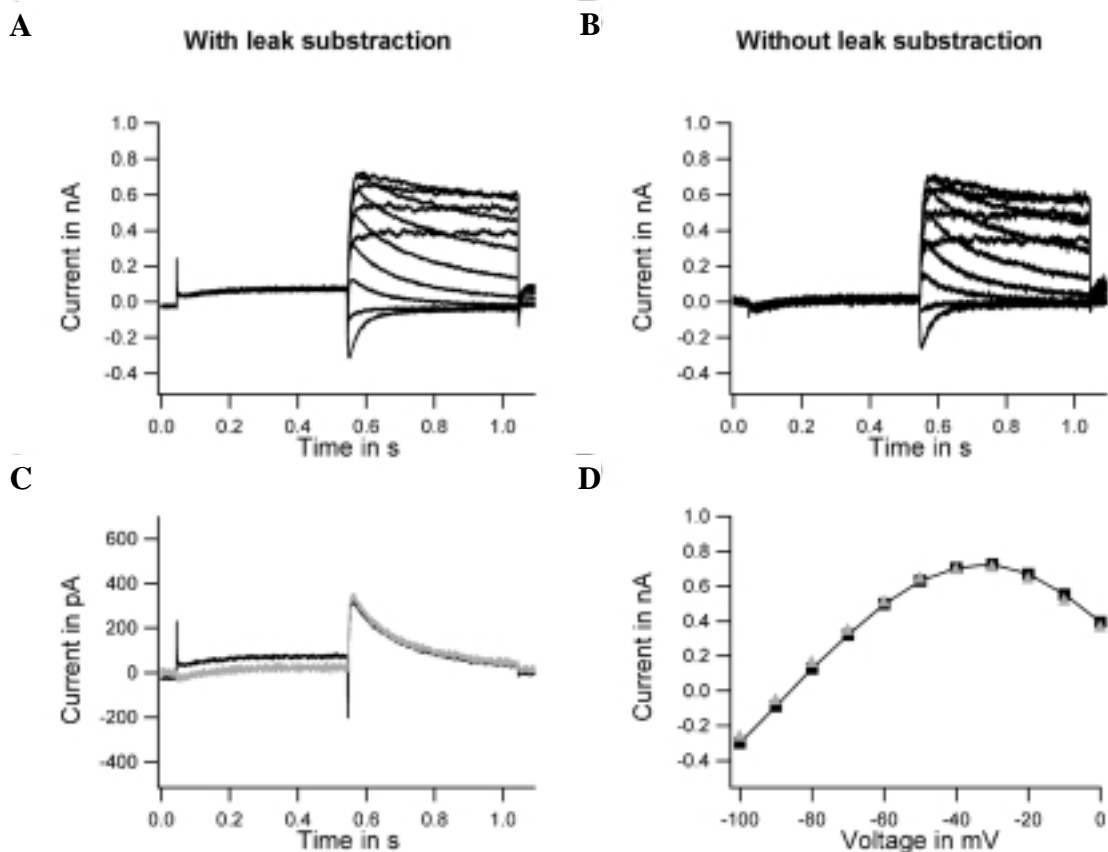 A
With leak substraction
1.0
0.8
0.6
0.4
0.2
0.0
-0.2
-0.4
Current in nA
0.0 0.2 0.4 0.6 0.8 1.0
Time in s
B
Without leak substraction
1.0
0.8
0.6
0.4
0.2
0.0
-0.2
-0.4
Current in nA
0.0 0.2 0.4 0.6 0.8 1.0
Time in s
C
600
400
200
0
-200
-400
Current in pA
0.0 0.2 0.4 0.6 0.8 1.0
Time in s
D
1.0
0.8
0.6
0.4
0.2
0.0
-0.2
-0.4
Current in nA
-100 -80 -60 -40 -20 0
Voltage in mV